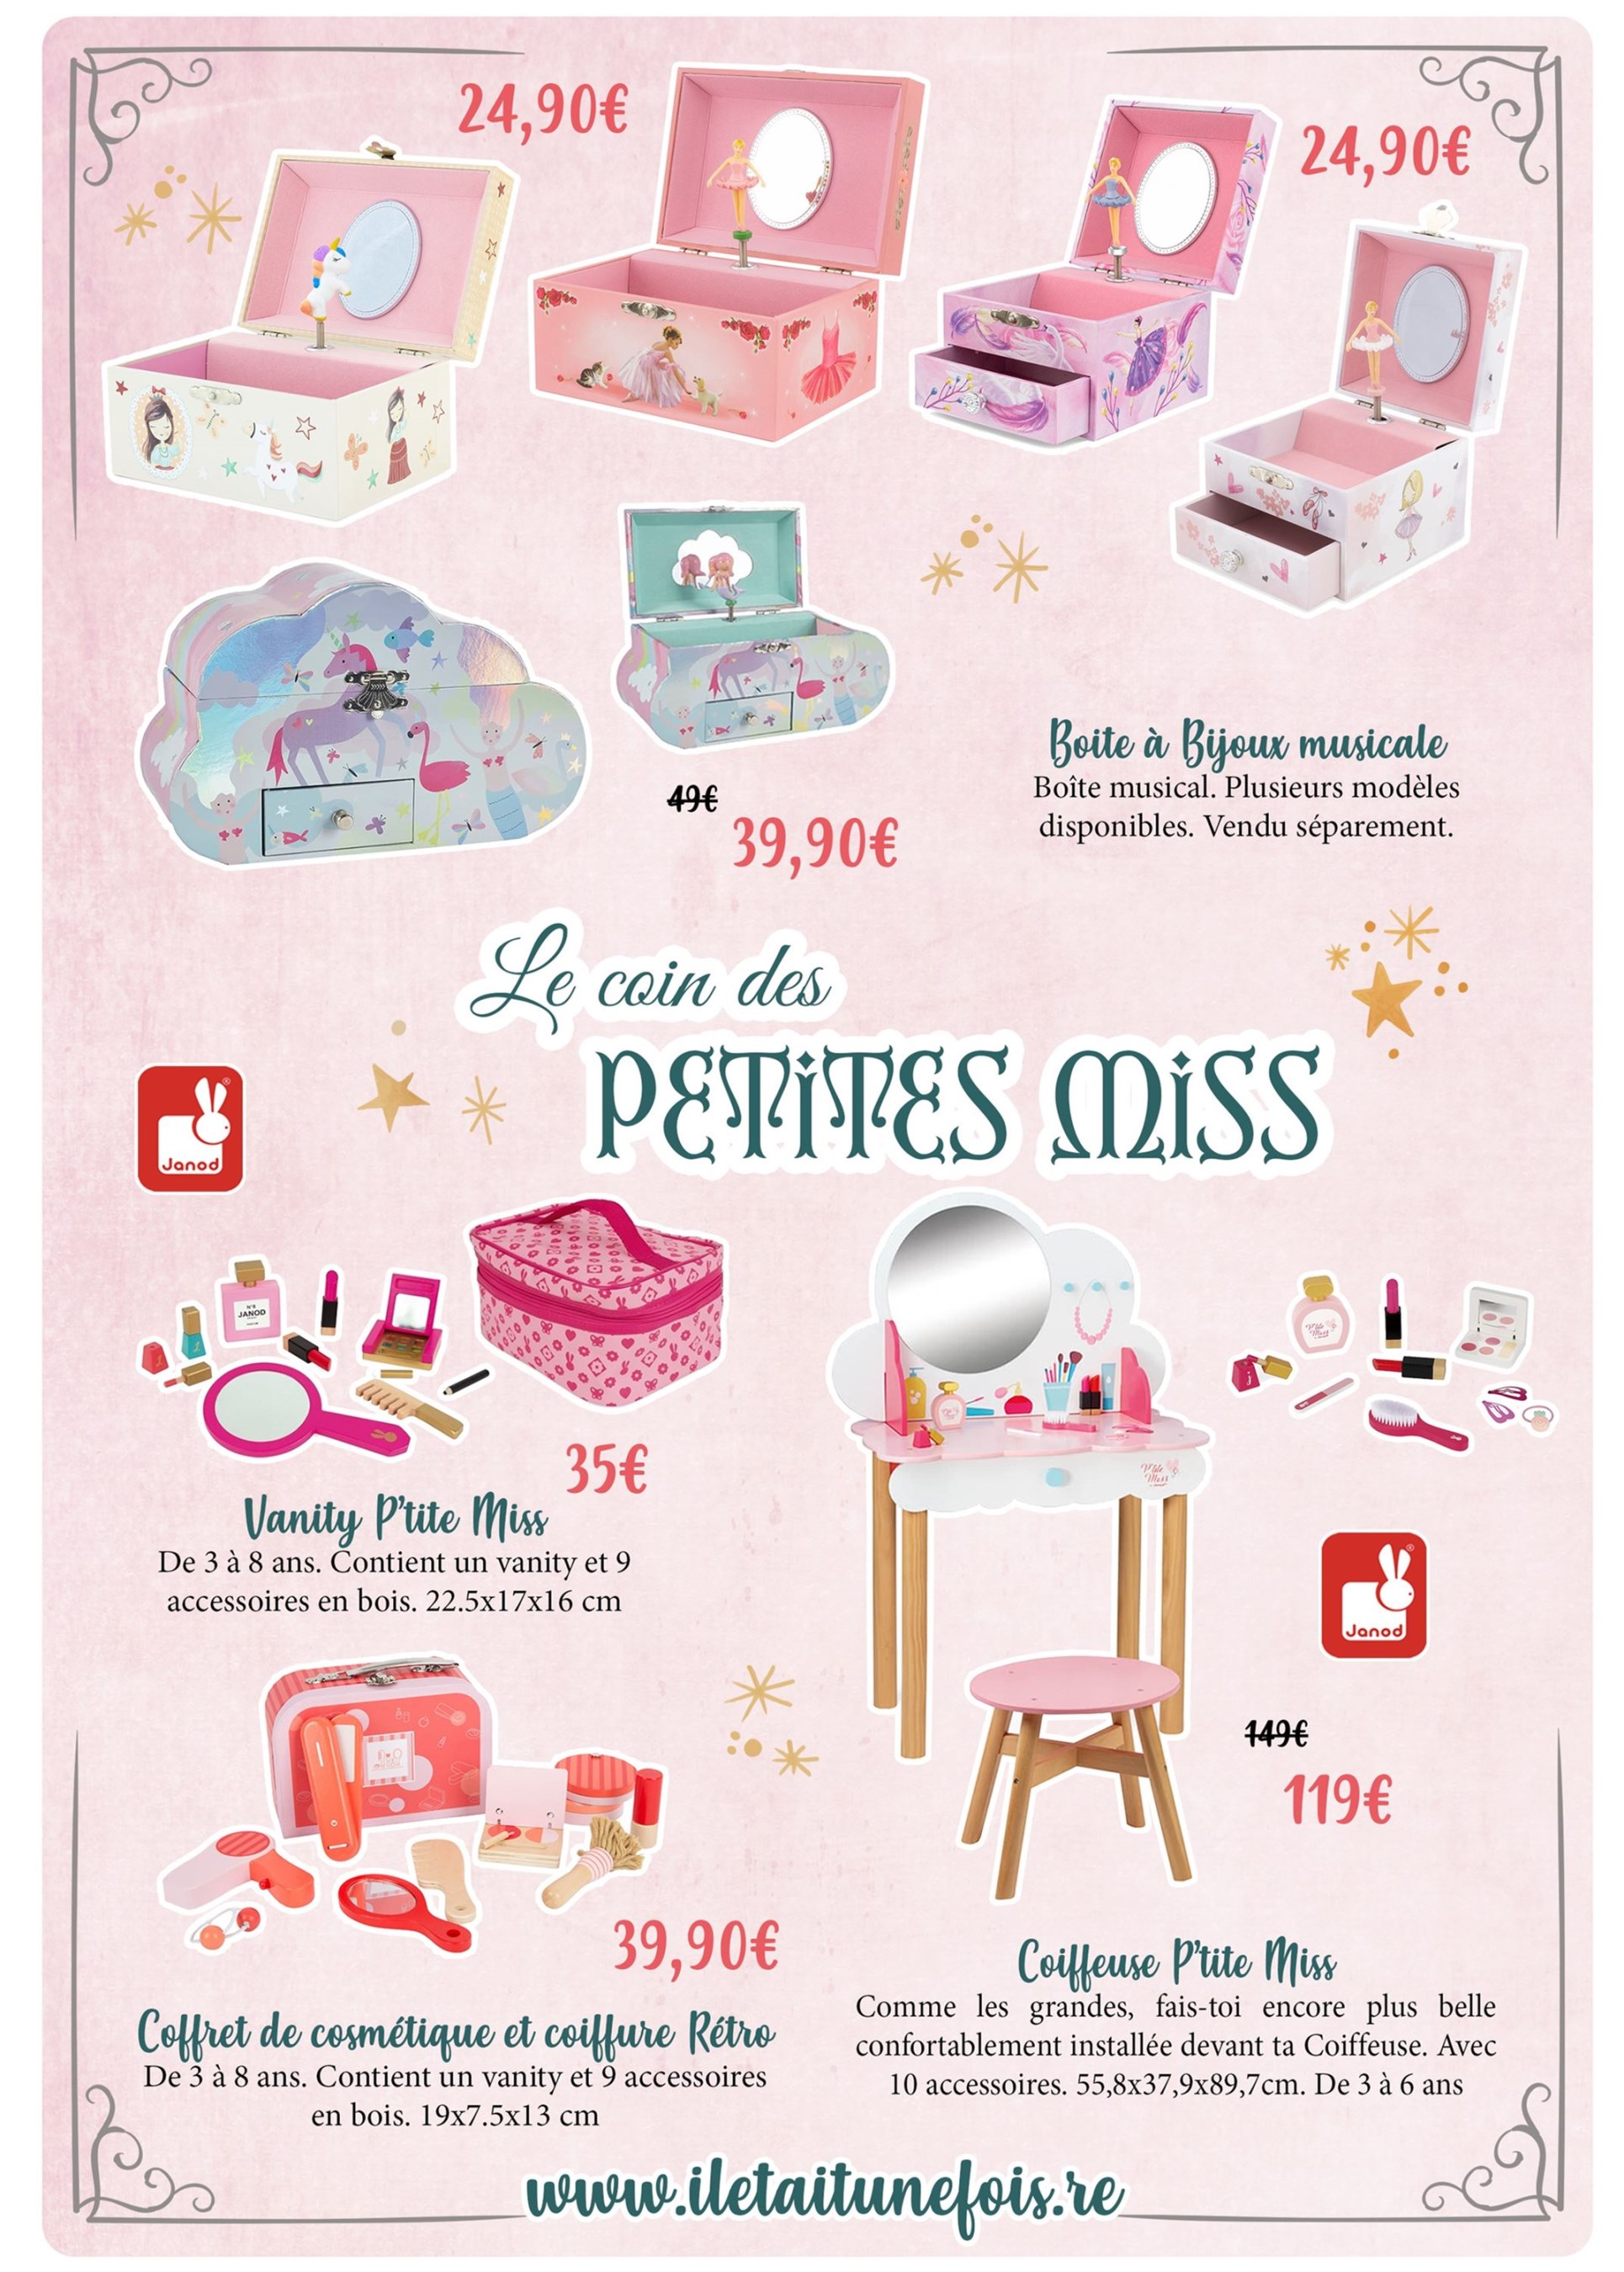 24,90€
24,90€
49€
39,90€
Boite à Bijoux musicale
Boîte musical. Plusieurs modèles
disponibles. Vendu séparement.
Le coin des
PETITES MISS
Janod
N°8
JANOD
35€
Vanity P'tite Miss
De 3 à 8 ans. Contient un vanity et 9
accessoires en bois. 22.5x17x16 cm
P'tite
Miss
P'tite
Miss
Janod
149€
119€
39,90€
Coffret de cosmétique et coiffure Rétro
De 3 à 8 ans. Contient un vanity et 9 accessoires
en bois. 19x7.5x13 cm
Coiffeuse P'tite Miss
Comme les grandes, fais-toi encore plus belle
confortablement installée devant ta Coiffeuse. Avec
10 accessoires. 55,8x37,9x89,7cm. De 3 à 6 ans
www.iletaitunefois.re